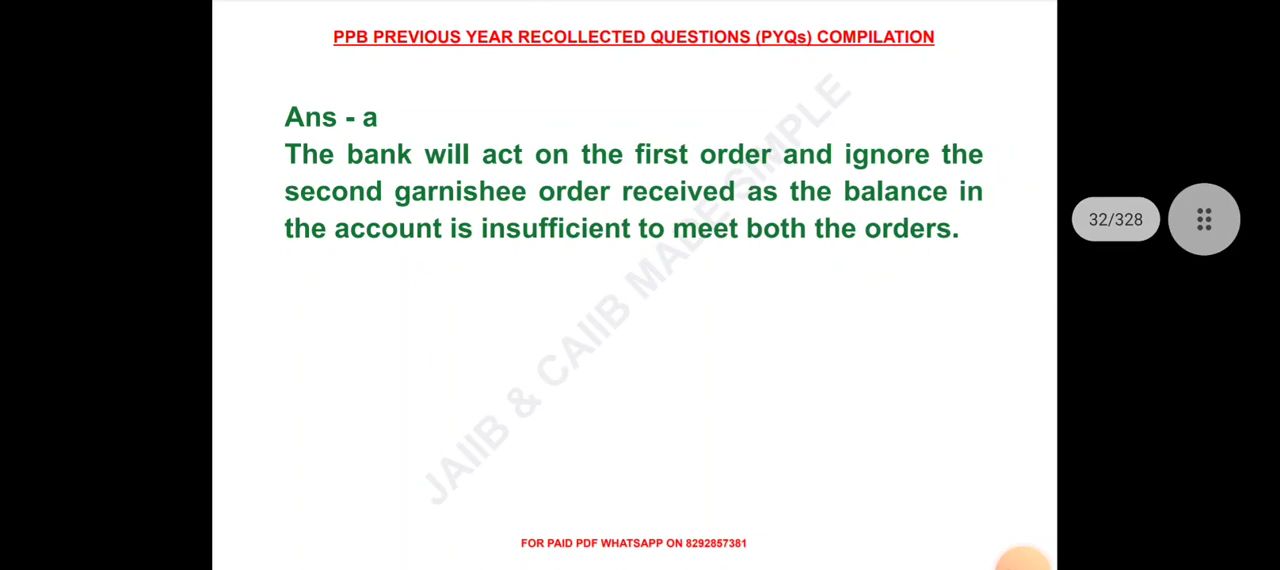 PPB PREVIOUS YEAR RECOLLECTED QUESTIONS (PYQs) COMPILATION
Ans - a
The bank will act on the first order and ignore the
second garnishee order received as the balance in
the account is insufficient to meet both the orders.
32/328
JAIIB & CAIIB MADE SIMPLE
FOR PAID PDF WHATSAPP ON 8292857381